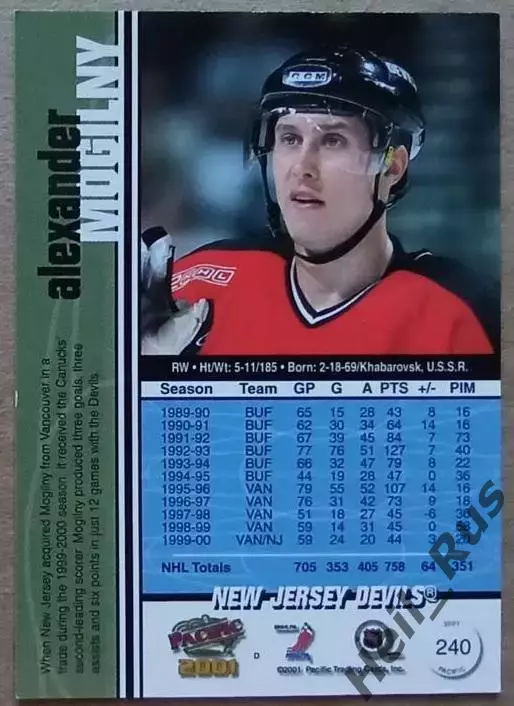 alexander
MOGILNY
When New Jersey acquired Mogilny from Vancouver in a
trade during the 1999-2000 season, it received the Canucks'
second-leading scorer. Mogilny produced three goals, three
assists and six points in just 12 games with the Devils.
CCM
RW • Ht/Wt: 5-11/185 • Born: 2-18-69/Khabarovsk, U.S.S.R.
Season Team GP G A PTS +/- PIM
1989-90 BUF 65 15 28 43 8 16
1990-91 BUF 62 30 34 64 14 16
1991-92 BUF 67 39 45 84 7 73
1992-93 BUF 77 76 51 127 7 40
1993-94 BUF 66 32 47 79 8 22
1994-95 BUF 44 19 28 47 0 36
1995-96 VAN 79 55 52 107 14 16
1996-97 VAN 76 31 42 73 9 18
1997-98 VAN 51 18 27 45 -6 36
1998-99 VAN 59 14 31 45 0
1999-00 VAN/NJ 59 24 20 44 3
NHL Totals 705 353 405 758 64 351
NEW JERSEY DEVILS®
PACIFIC
2001
D
©2001 Pacific Trading Cards, Inc.
NHL
2001
240
PACIFIC
Heil_Rus